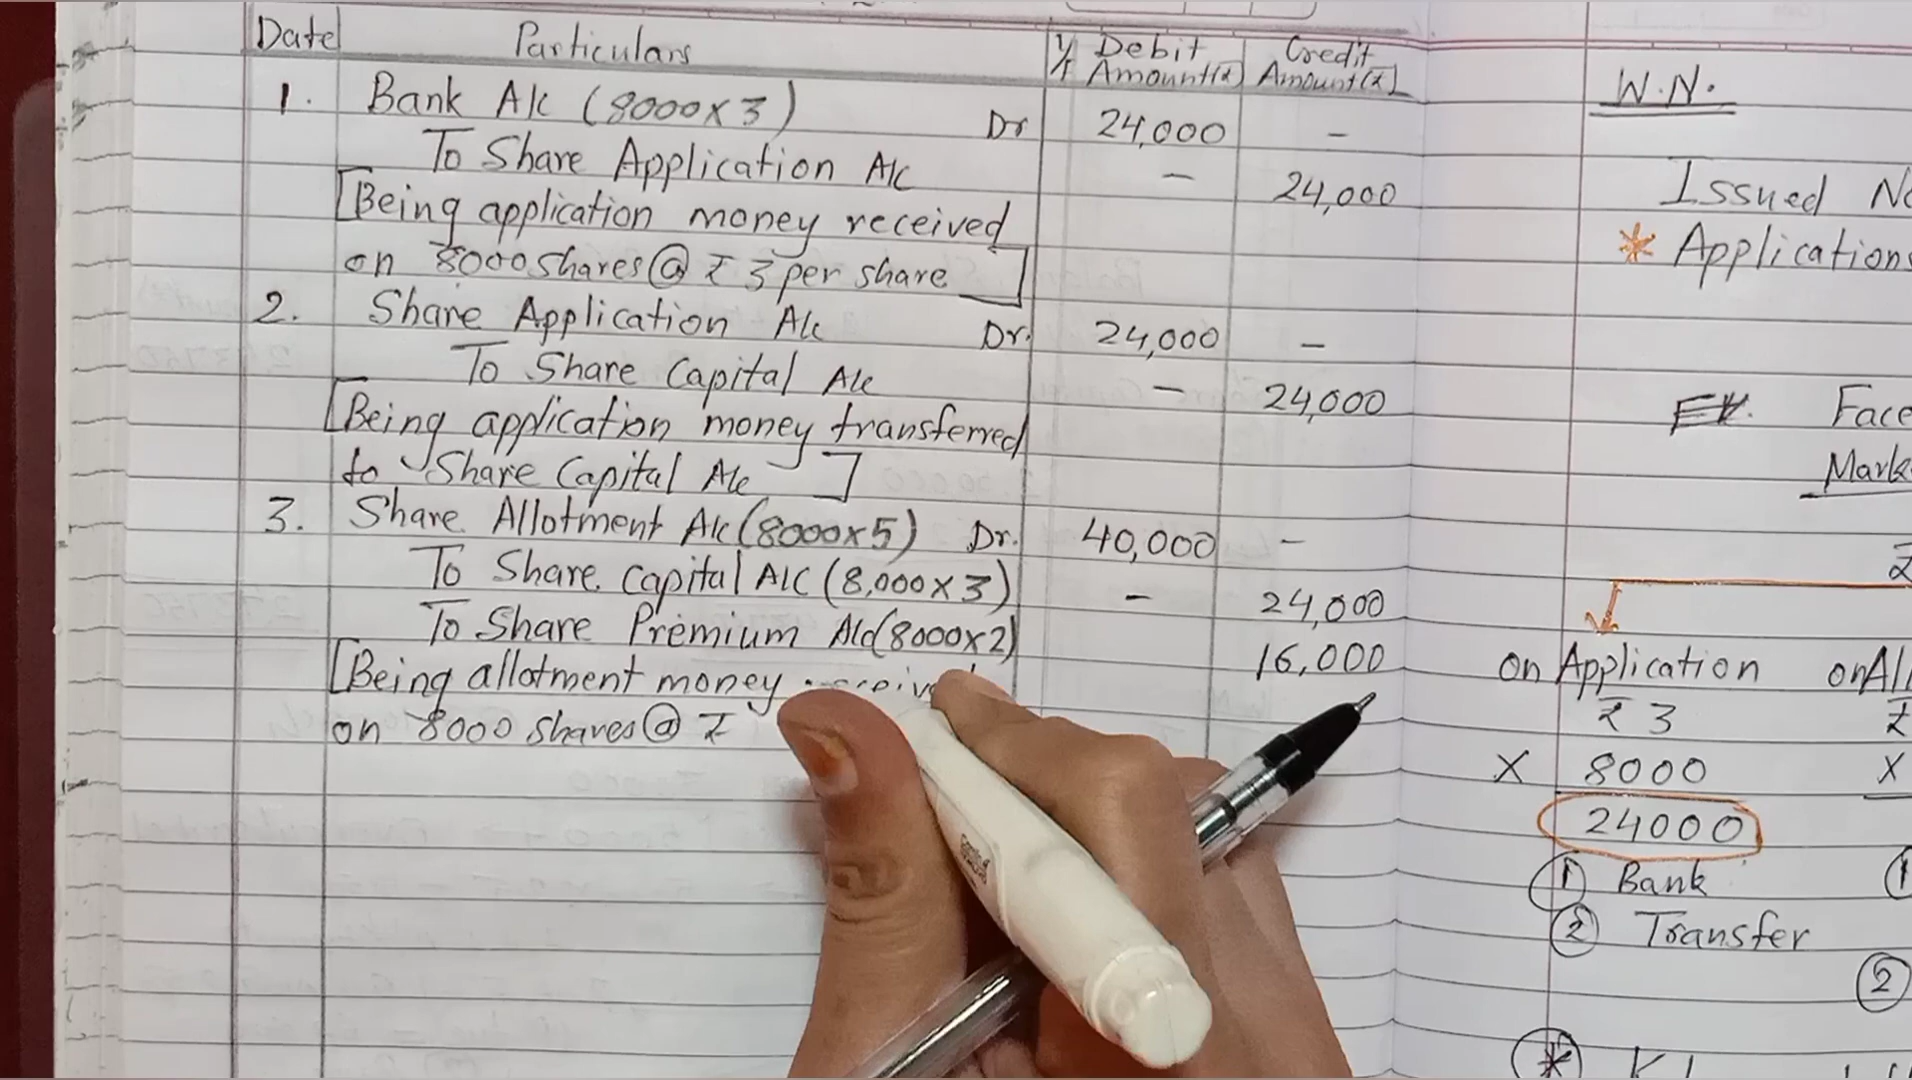 Date Particulars Debit Amount(₹) Credit Amount(₹)
1. Bank A/c (8000x3) Dr 24,000 -
To Share Application A/c - 24,000
[Being application money received
on 8000 shares @ ₹ 3 per share]
2. Share Application A/c Dr. 24,000 -
To Share Capital A/c - 24,000
[Being application money transferred
to Share Capital A/c]
3. Share Allotment A/c (8000x5) Dr. 40,000 -
To Share Capital A/c (8,000x3) - 24,000
To Share Premium A/c (8000x2) 16,000
[Being allotment money
on 8000 shares @ ₹
W.N.
Issued
* Applications
Face
₹
on Application
₹ 3 ₹
X 8000 X
24000
① Bank
② Transfer
②